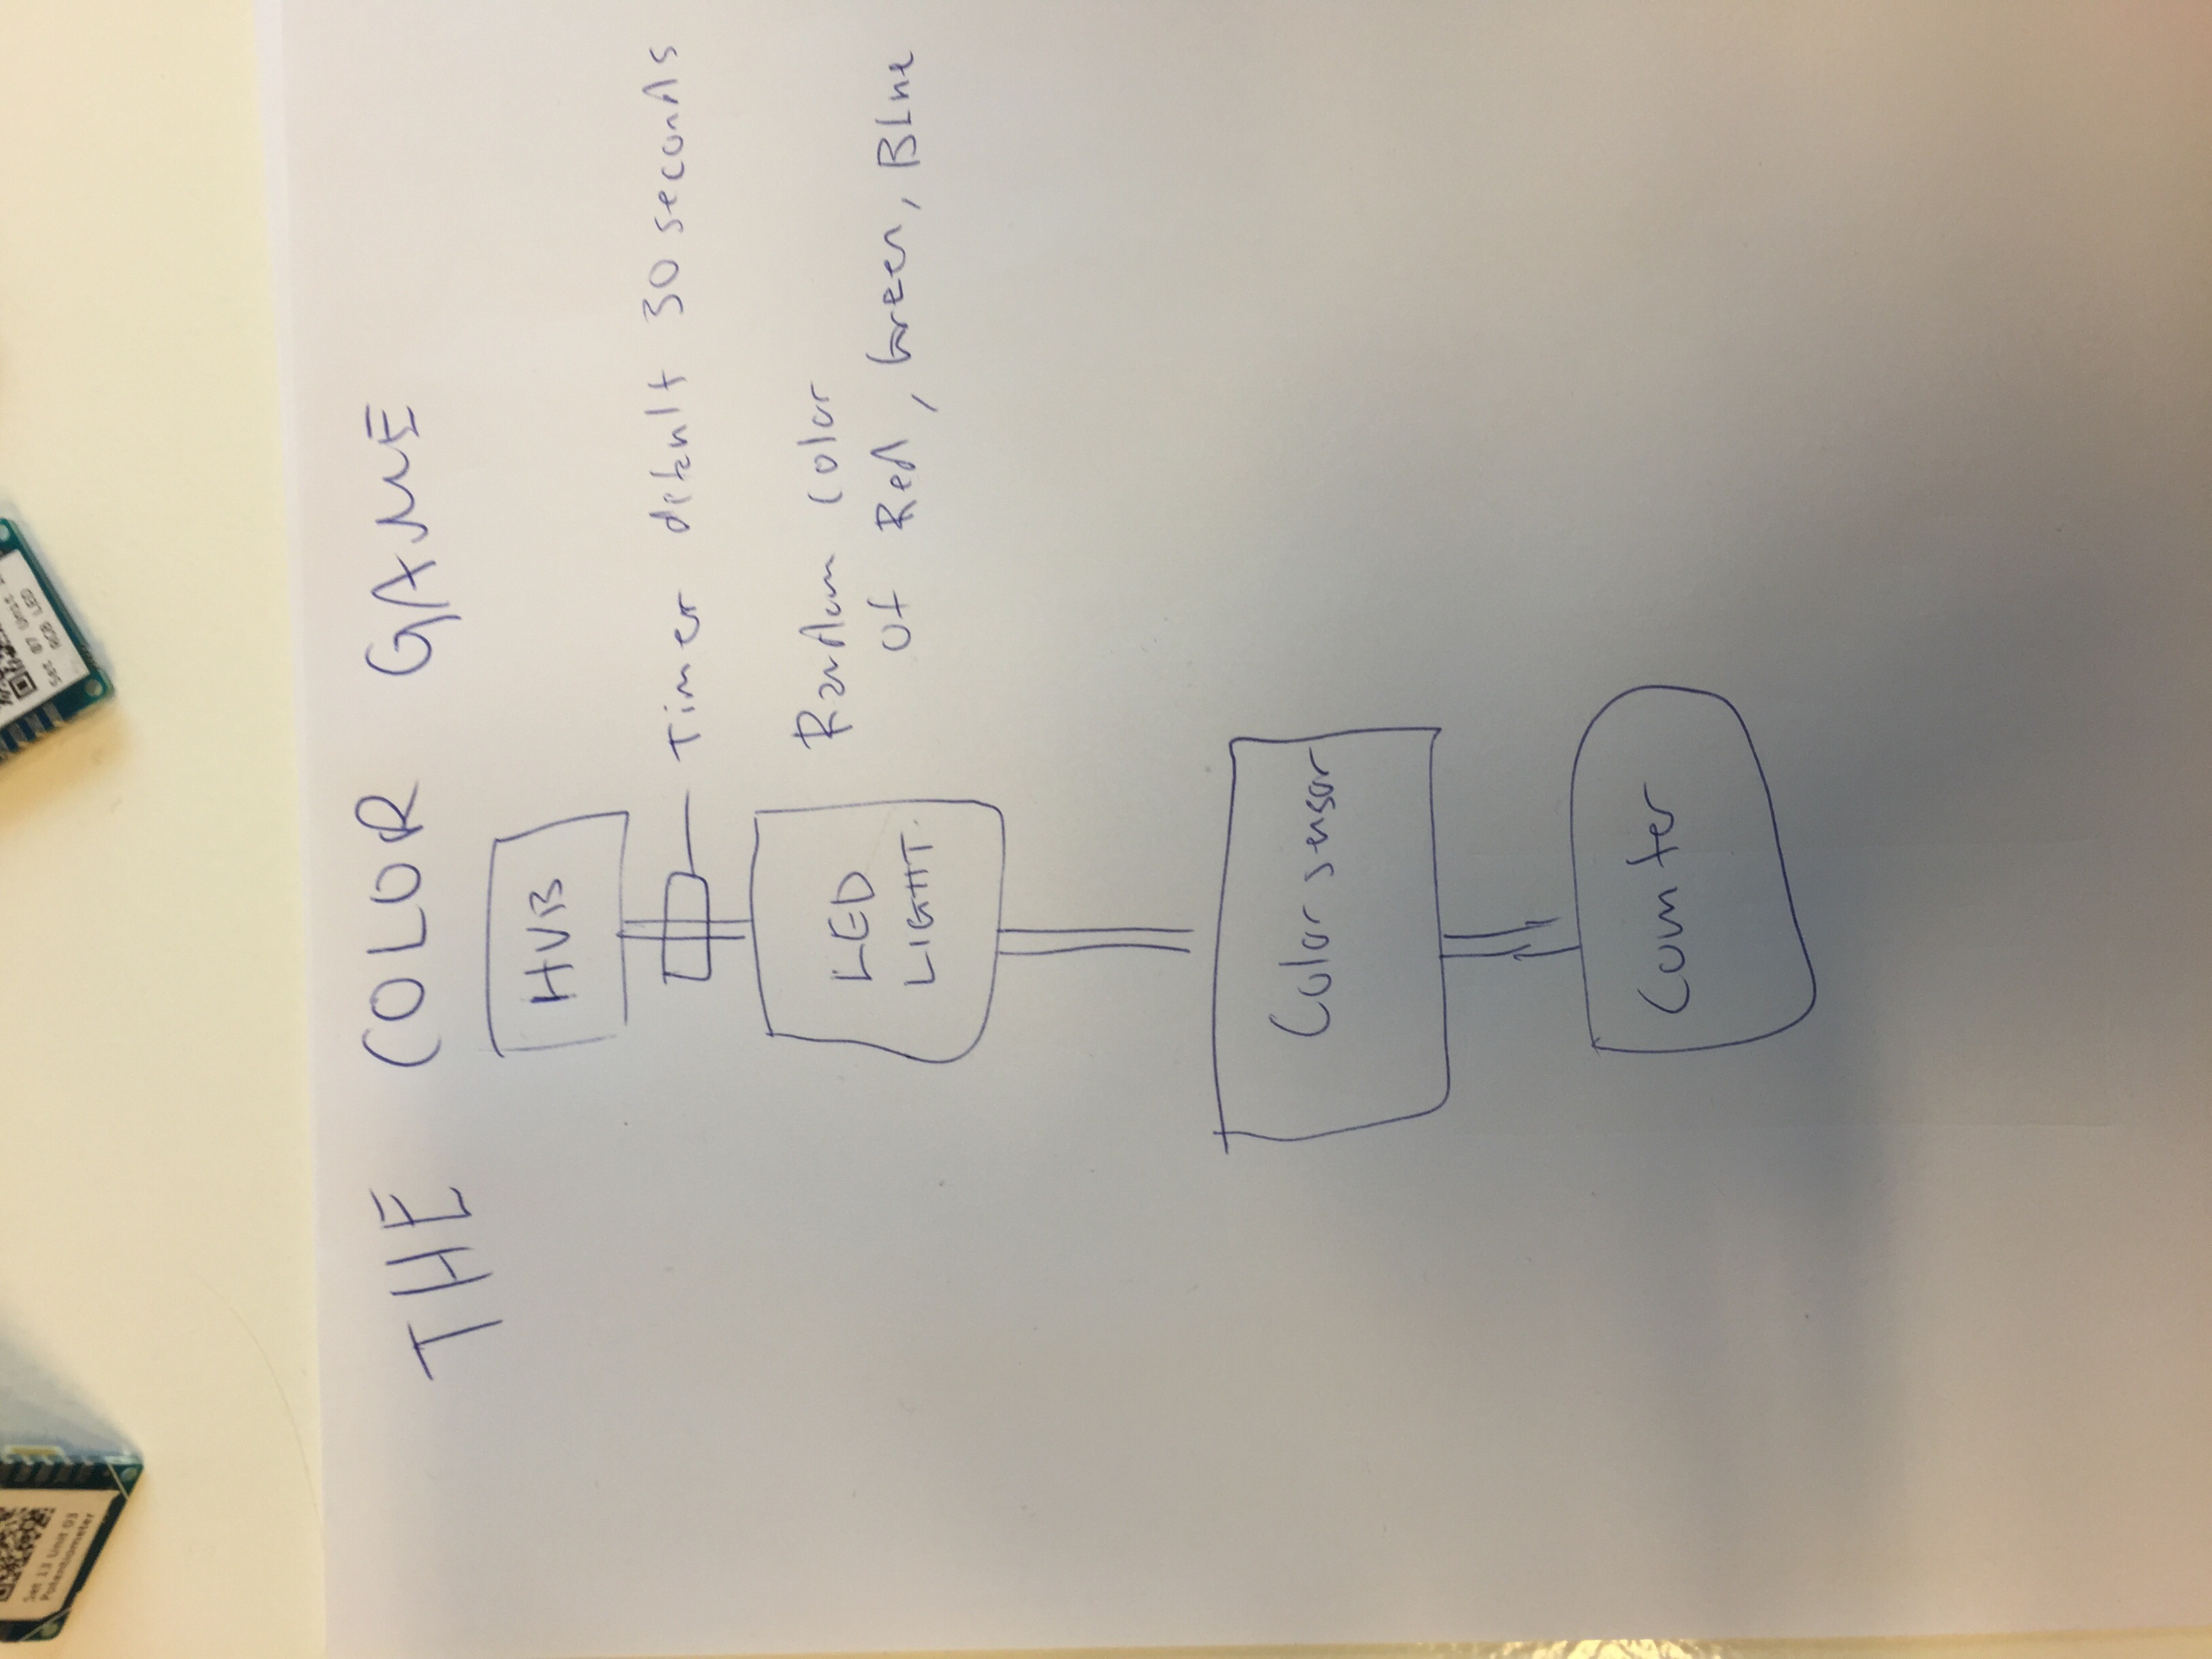 Set 13 Unit 03
Potentiometer
Set 07 Unit
RGB LED
THE COLOR GAME
HUB
Timer default 30 seconds
LED
LIGHT
Random color
of Red, Green, Blue
Color sensor
Counter